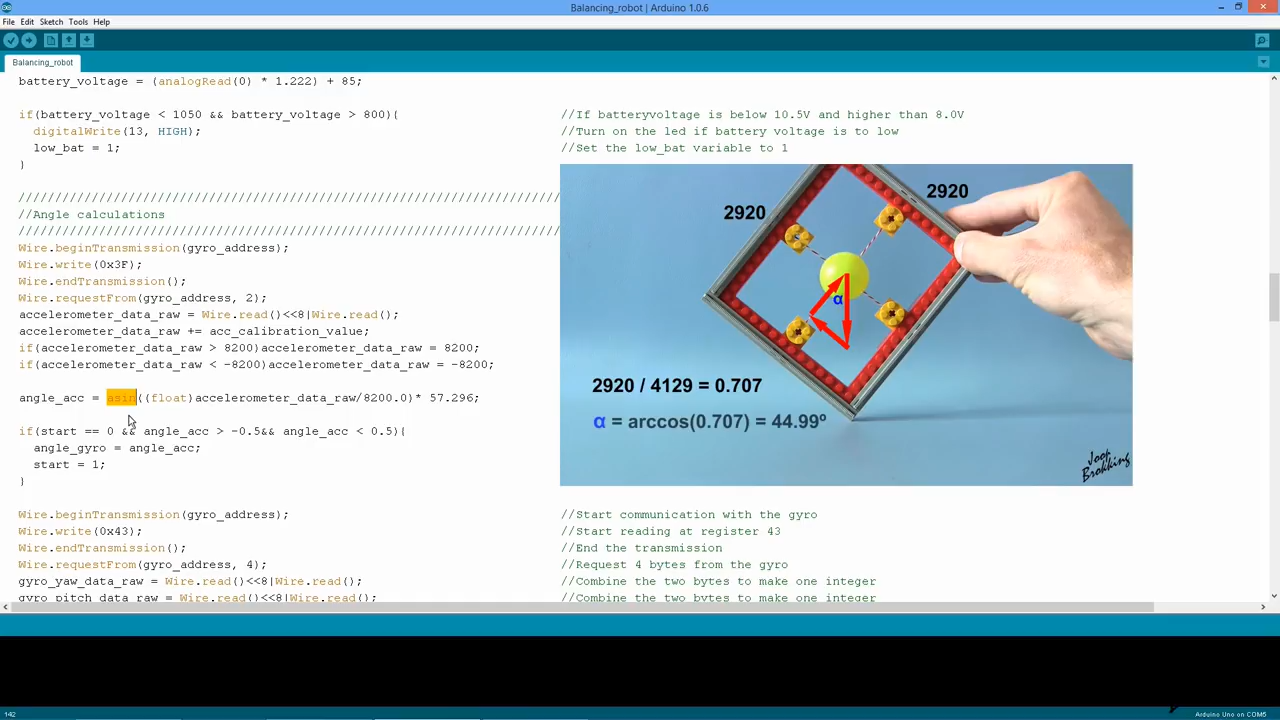 Balancing_robot | Arduino 1.0.6
File Edit Sketch Tools Help
Balancing_robot
battery_voltage = (analogRead(0) * 1.222) + 85;
if(battery_voltage < 1050 && battery_voltage > 800){ //If batteryvoltage is below 10.5V and higher than 8.0V
digitalWrite(13, HIGH); //Turn on the led if battery voltage is to low
low_bat = 1; //Set the low_bat variable to 1
}
//////////////////////////////////////////////////////////////////////////
//Angle calculations
//////////////////////////////////////////////////////////////////////////
Wire.beginTransmission(gyro_address);
Wire.write(0x3F);
Wire.endTransmission();
Wire.requestFrom(gyro_address, 2);
accelerometer_data_raw = Wire.read()<<8|Wire.read();
accelerometer_data_raw += acc_calibration_value;
if(accelerometer_data_raw > 8200)accelerometer_data_raw = 8200;
if(accelerometer_data_raw < -8200)accelerometer_data_raw = -8200;
angle_acc = asin((float)accelerometer_data_raw/8200.0)* 57.296;
if(start == 0 && angle_acc > -0.5&& angle_acc < 0.5){
angle_gyro = angle_acc;
start = 1;
}
2920
2920
α
2920 / 4129 = 0.707
α = arccos(0.707) = 44.99º
Joop
Brokking
Wire.beginTransmission(gyro_address); //Start communication with the gyro
Wire.write(0x43); //Start reading at register 43
Wire.endTransmission(); //End the transmission
Wire.requestFrom(gyro_address, 4); //Request 4 bytes from the gyro
gyro_yaw_data_raw = Wire.read()<<8|Wire.read(); //Combine the two bytes to make one integer
gyro_pitch_data_raw = Wire.read()<<8|Wire.read(); //Combine the two bytes to make one integer
142
Arduino Uno on COM5